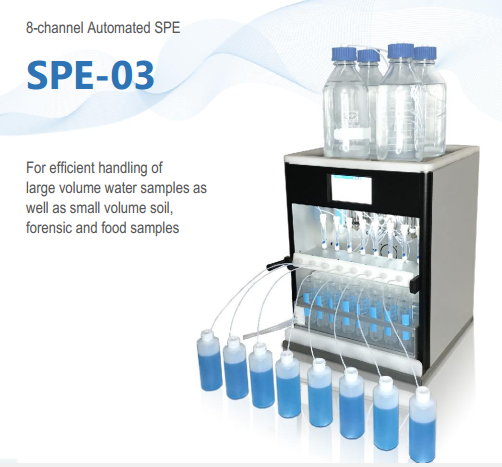 8-channel Automated SPE
SPE-03
For efficient handling of
large volume water samples as
well as small volume soil,
forensic and food samples